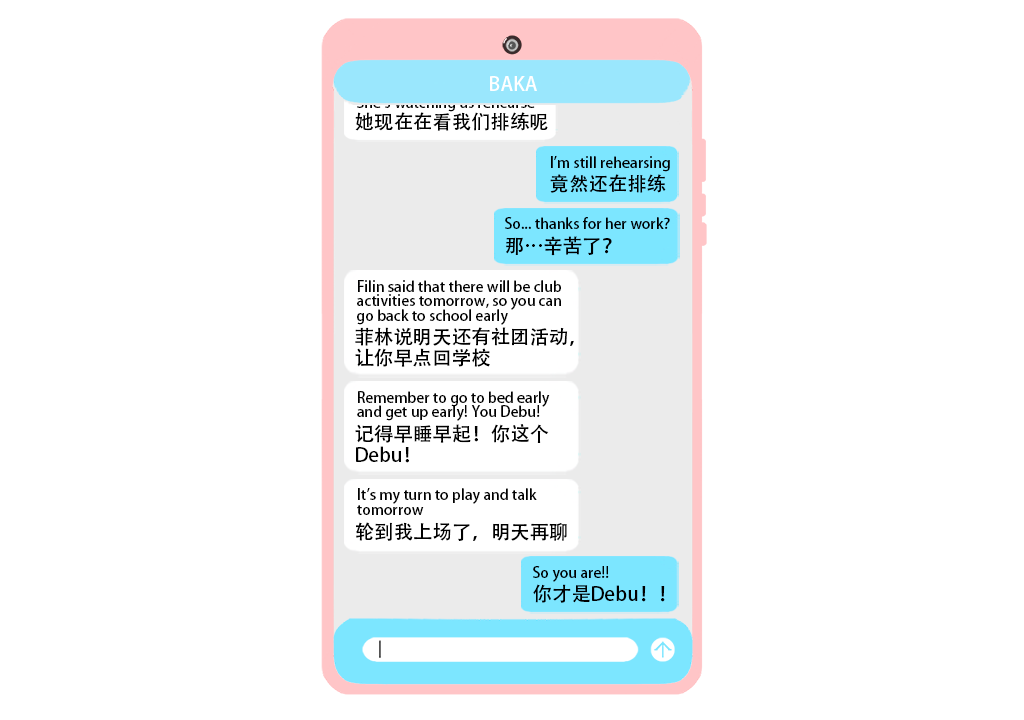 BAKA
She's watching us rehearse
她现在在看我们排练呢
I'm still rehearsing
竟然还在排练
So... thanks for her work?
那…辛苦了？
Filin said that there will be club
activities tomorrow, so you can
go back to school early
菲林说明天还有社团活动，
让你早点回学校
Remember to go to bed early
and get up early! You Debu!
记得早睡早起！你这个
Debu！
It's my turn to play and talk
tomorrow
轮到我上场了，明天再聊
So you are!!
你才是Debu！！